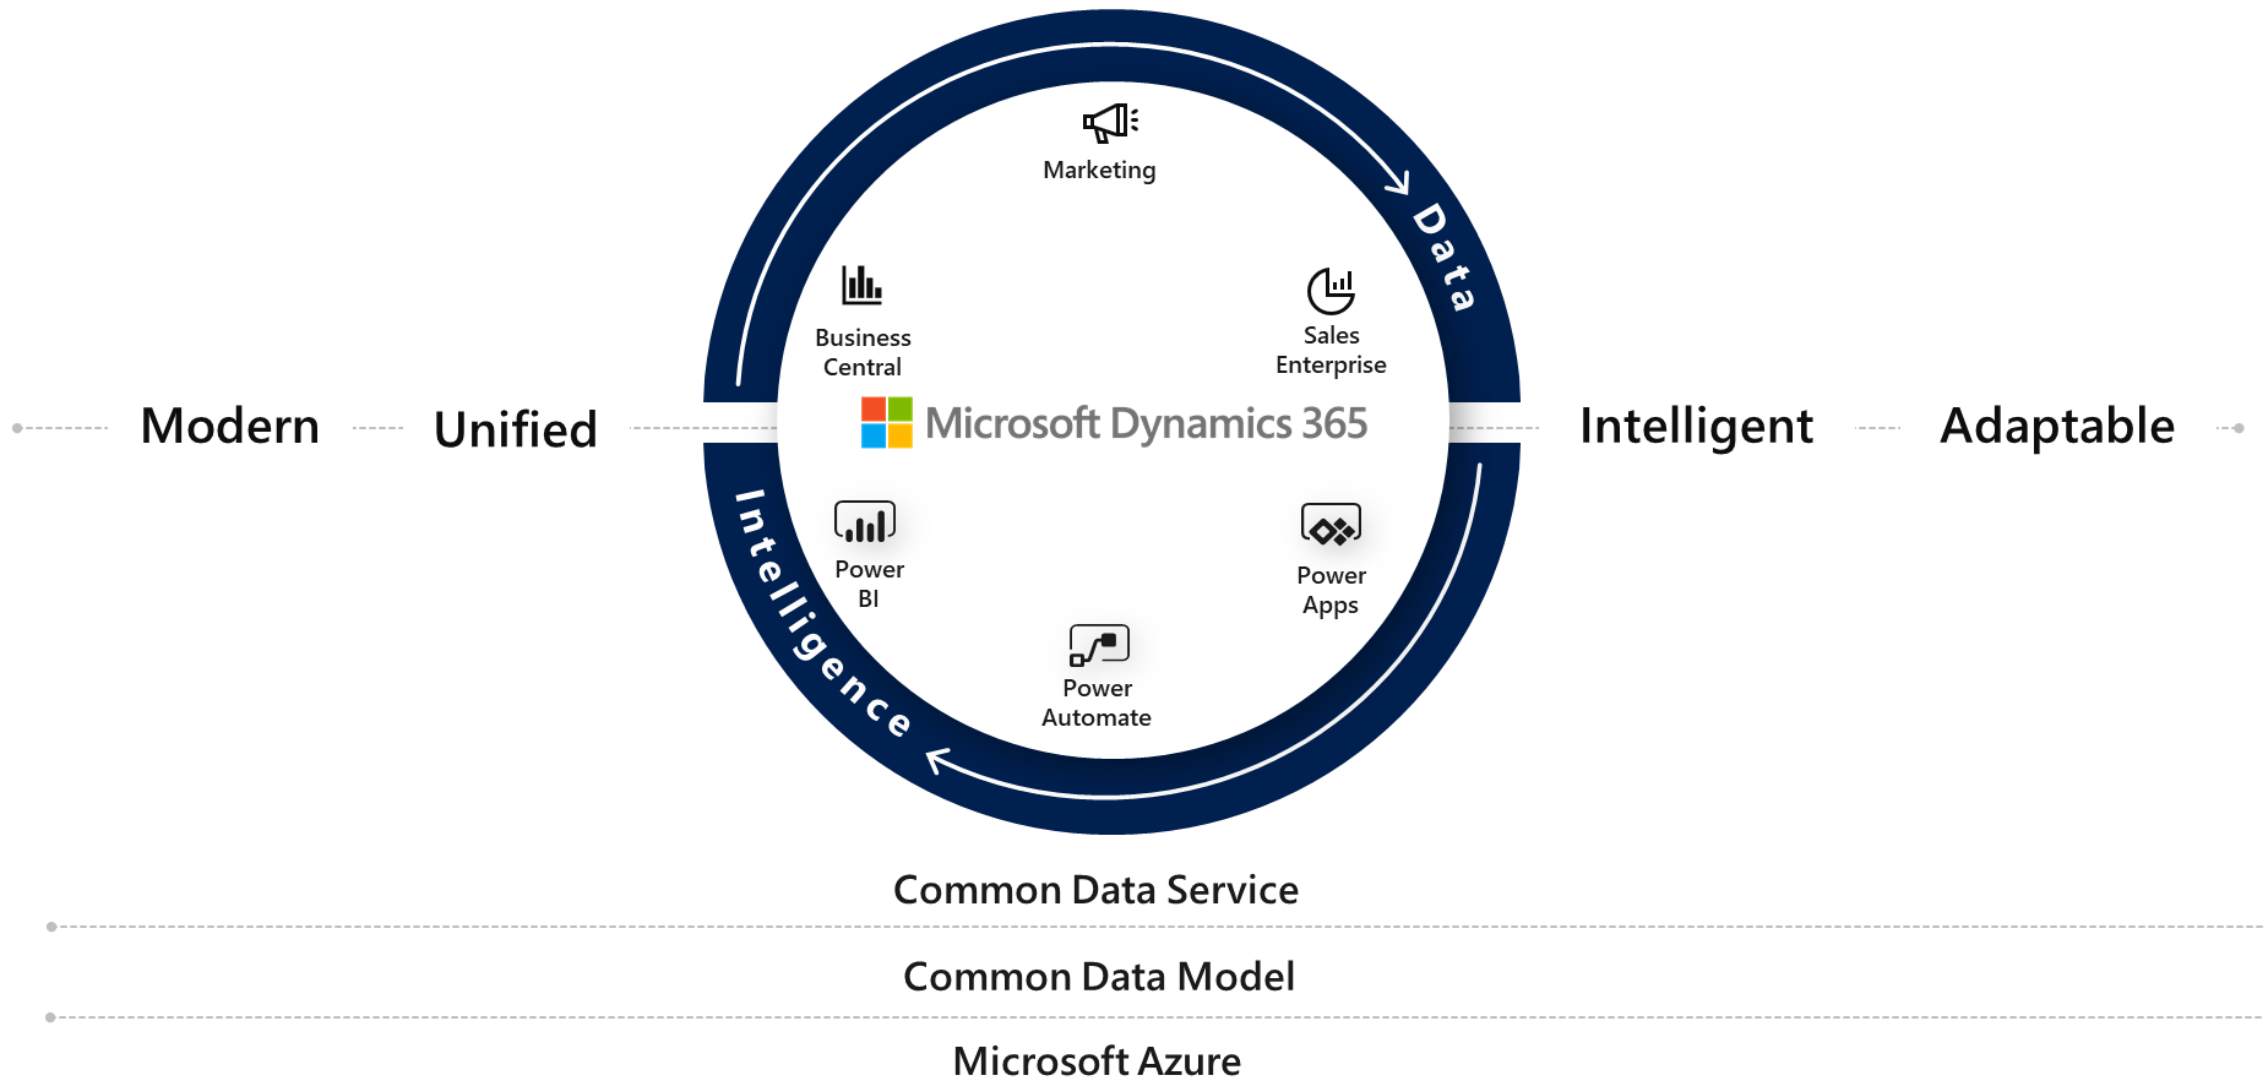 Marketing
Data
Business
Central
Sales
Enterprise
Modern
Unified
Microsoft Dynamics 365
Intelligent
Adaptable
Intelligence
Power
BI
Power
Apps
Power
Automate
Common Data Service
Common Data Model
Microsoft Azure